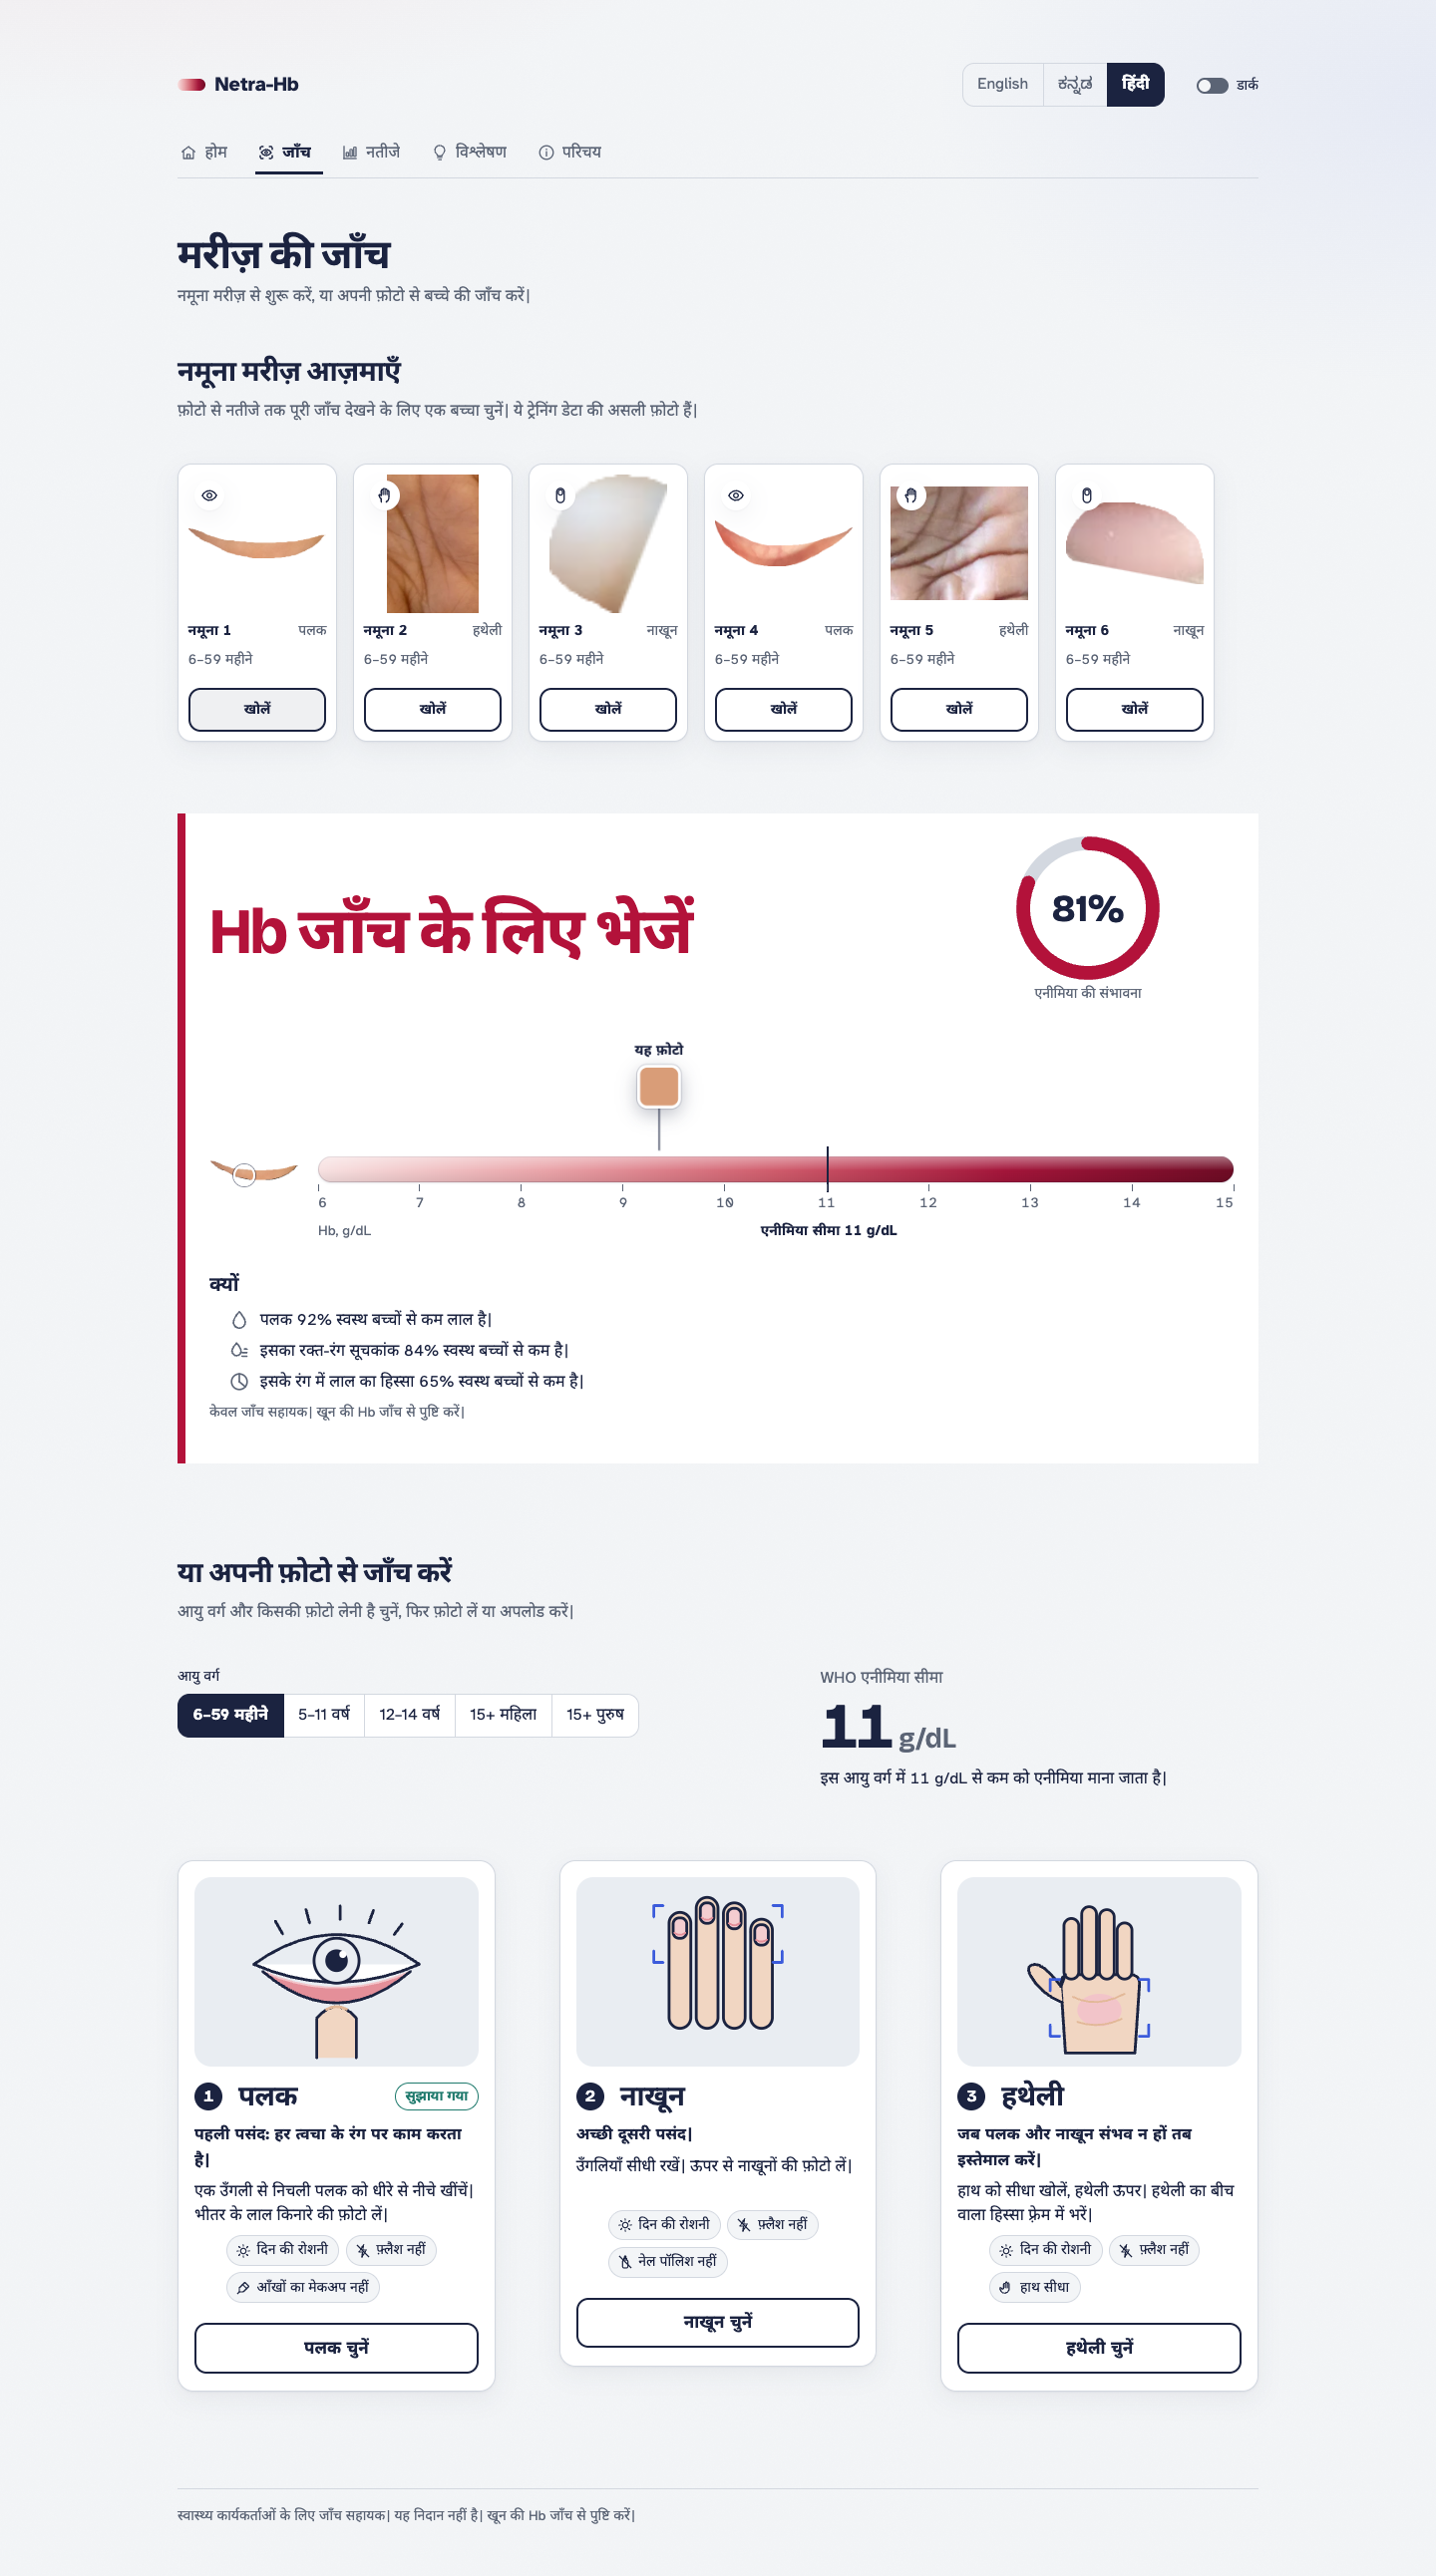 Netra-Hb
English ಕನ್ನಡ हिंदी डार्क
होम जाँच नतीजे विश्लेषण परिचय
मरीज़ की जाँच
नमूना मरीज़ से शुरू करें, या अपनी फ़ोटो से बच्चे की जाँच करें|
नमूना मरीज़ आज़माएँ
फ़ोटो से नतीजे तक पूरी जाँच देखने के लिए एक बच्चा चुनें| ये ट्रेनिंग डेटा की असली फ़ोटो हैं|
नमूना 1 पलक नमूना 2 हथेली नमूना 3 नाखून नमूना 4 पलक नमूना 5 हथेली नमूना 6 नाखून
6–59 महीने 6–59 महीने 6–59 महीने 6–59 महीने 6–59 महीने 6–59 महीने
खोलें खोलें खोलें खोलें खोलें खोलें
Hb जाँच के लिए भेजें
81%
एनीमिया की संभावना
यह फ़ोटो
6 7 8 9 10 11 12 13 14 15
Hb, g/dL एनीमिया सीमा 11 g/dL
क्यों
पलक 92% स्वस्थ बच्चों से कम लाल है|
इसका रक्त-रंग सूचकांक 84% स्वस्थ बच्चों से कम है|
इसके रंग में लाल का हिस्सा 65% स्वस्थ बच्चों से कम है|
केवल जाँच सहायक| खून की Hb जाँच से पुष्टि करें|
या अपनी फ़ोटो से जाँच करें
आयु वर्ग और किसकी फ़ोटो लेनी है चुनें, फिर फ़ोटो लें या अपलोड करें|
आयु वर्ग
6–59 महीने 5–11 वर्ष 12–14 वर्ष 15+ महिला 15+ पुरुष
WHO एनीमिया सीमा
11 g/dL
इस आयु वर्ग में 11 g/dL से कम को एनीमिया माना जाता है|
1 पलक सुझाया गया
पहली पसंद: हर त्वचा के रंग पर काम करता
है|
एक उँगली से निचली पलक को धीरे से नीचे खींचें|
भीतर के लाल किनारे की फ़ोटो लें|
दिन की रोशनी फ़्लैश नहीं
आँखों का मेकअप नहीं
पलक चुनें
2 नाखून
अच्छी दूसरी पसंद|
उँगलियाँ सीधी रखें| ऊपर से नाखूनों की फ़ोटो लें|
दिन की रोशनी फ़्लैश नहीं
नेल पॉलिश नहीं
नाखून चुनें
3 हथेली
जब पलक और नाखून संभव न हों तब
इस्तेमाल करें|
हाथ को सीधा खोलें, हथेली ऊपर| हथेली का बीच
वाला हिस्सा फ़्रेम में भरें|
दिन की रोशनी फ़्लैश नहीं
हाथ सीधा
हथेली चुनें
स्वास्थ्य कार्यकर्ताओं के लिए जाँच सहायक| यह निदान नहीं है| खून की Hb जाँच से पुष्टि करें|